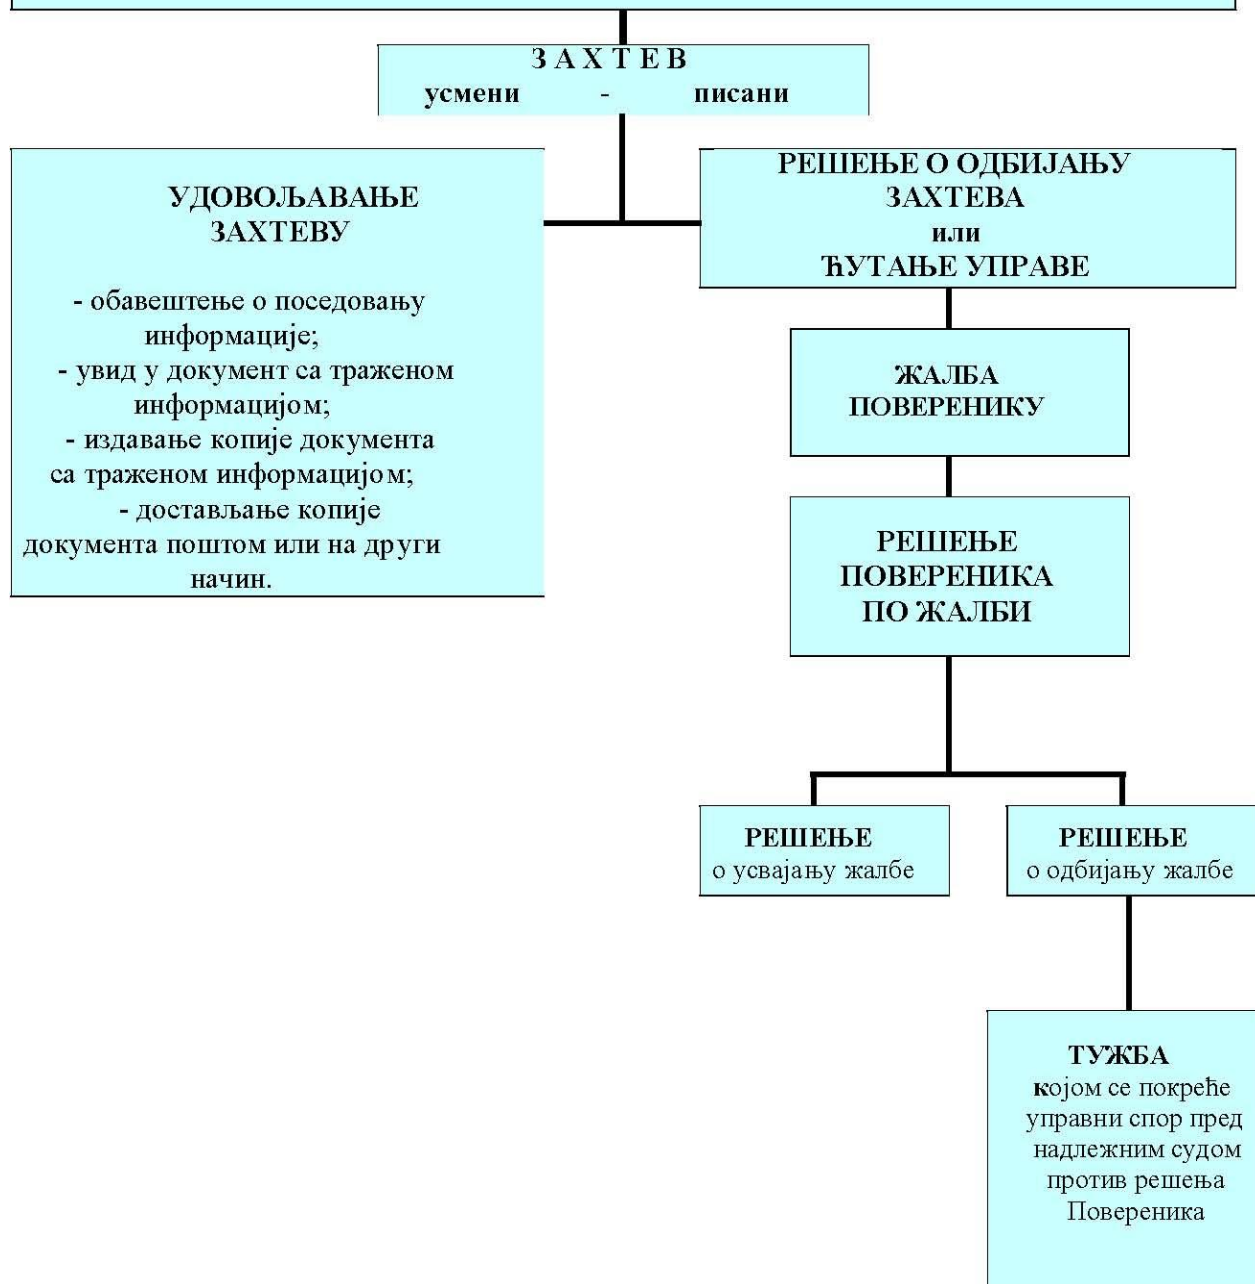 З А Х Т Е В
усмени - писани
УДОВОЉАВАЊЕ
ЗАХТЕВУ
- обавештење о поседовању
информације;
- увид у документ са траженом
информацијом;
- издавање копије документа
са траженом информацијом;
- достављање копије
документа поштом или на други
начин.
РЕШЕЊЕ О ОДБИЈАЊУ
ЗАХТЕВА
или
ЋУТАЊЕ УПРАВЕ
ЖАЛБА
ПОВЕРЕНИКУ
РЕШЕЊЕ
ПОВЕРЕНИКА
ПО ЖАЛБИ
РЕШЕЊЕ
о усвајању жалбе
РЕШЕЊЕ
о одбијању жалбе
ТУЖБА
којом се покреће
управни спор пред
надлежним судом
против решења
Повереника